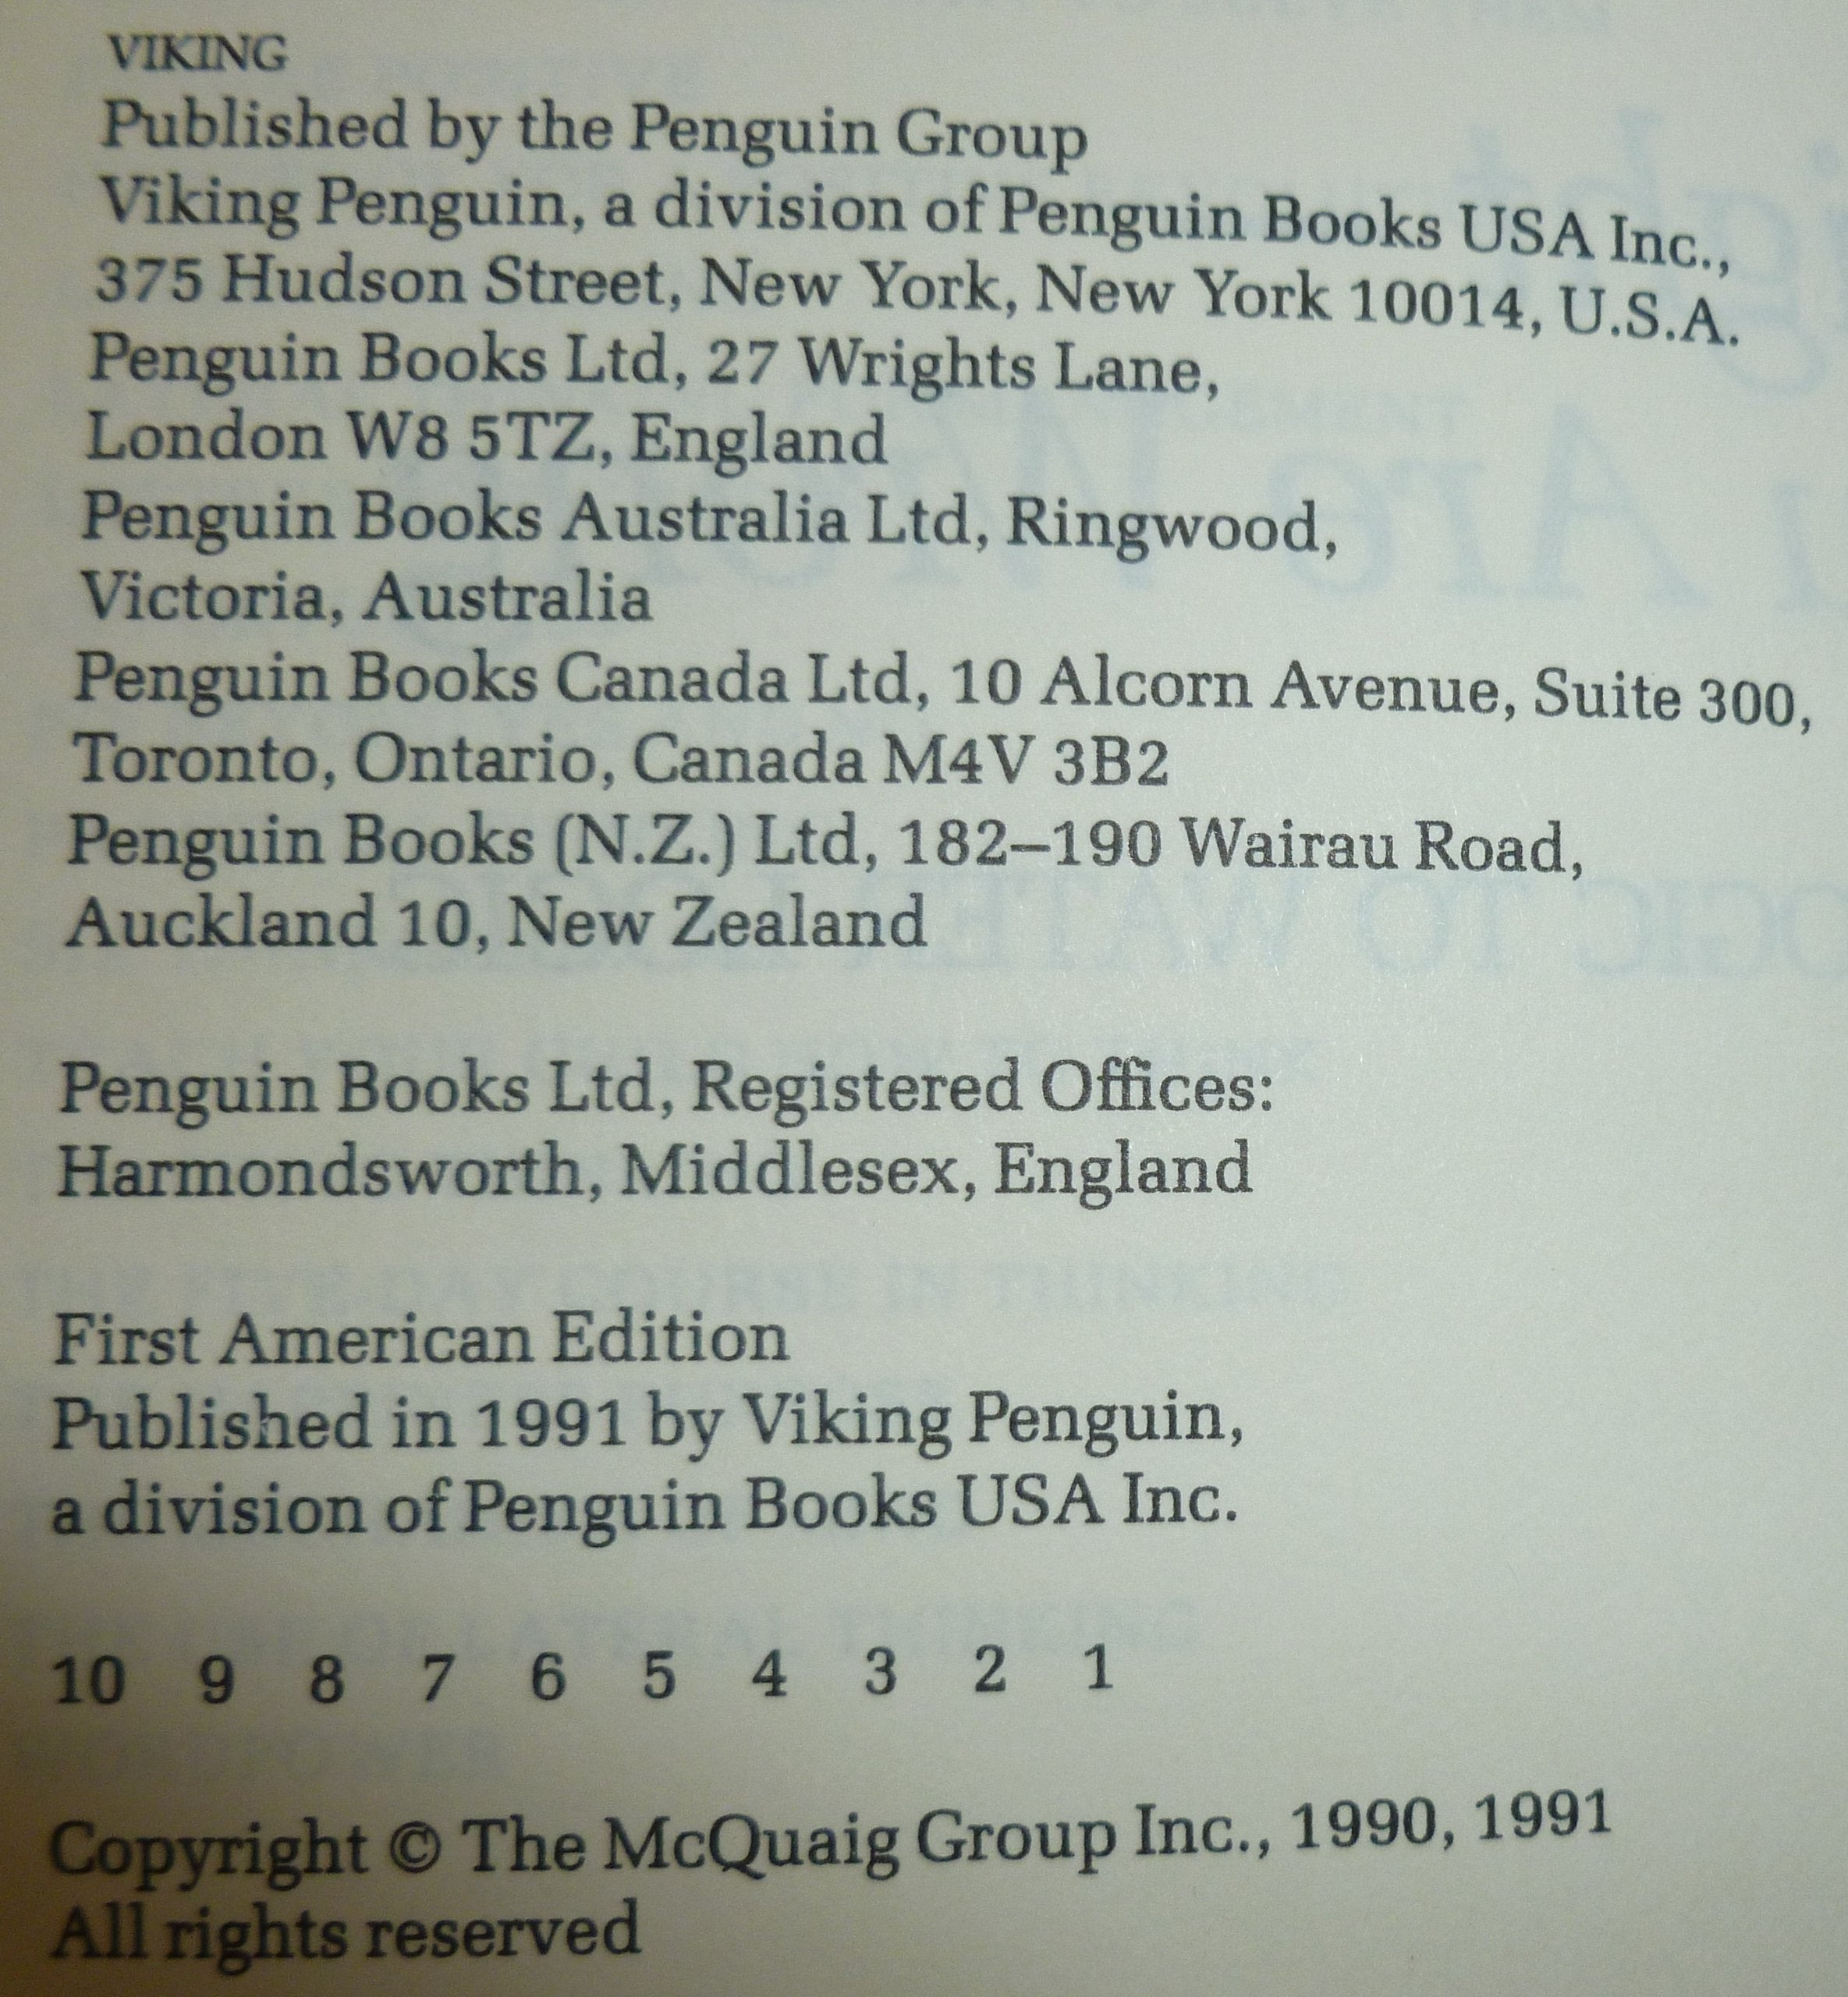 VIKING
Published by the Penguin Group
Viking Penguin, a division of Penguin Books USA Inc.,
375 Hudson Street, New York, New York 10014, U.S.A.
Penguin Books Ltd, 27 Wrights Lane,
London W8 5TZ, England
Penguin Books Australia Ltd, Ringwood,
Victoria, Australia
Penguin Books Canada Ltd, 10 Alcorn Avenue, Suite 300,
Toronto, Ontario, Canada M4V 3B2
Penguin Books (N.Z.) Ltd, 182–190 Wairau Road,
Auckland 10, New Zealand
Penguin Books Ltd, Registered Offices:
Harmondsworth, Middlesex, England
First American Edition
Published in 1991 by Viking Penguin,
a division of Penguin Books USA Inc.
10 9 8 7 6 5 4 3 2 1
Copyright © The McQuaig Group Inc., 1990, 1991
All rights reserved